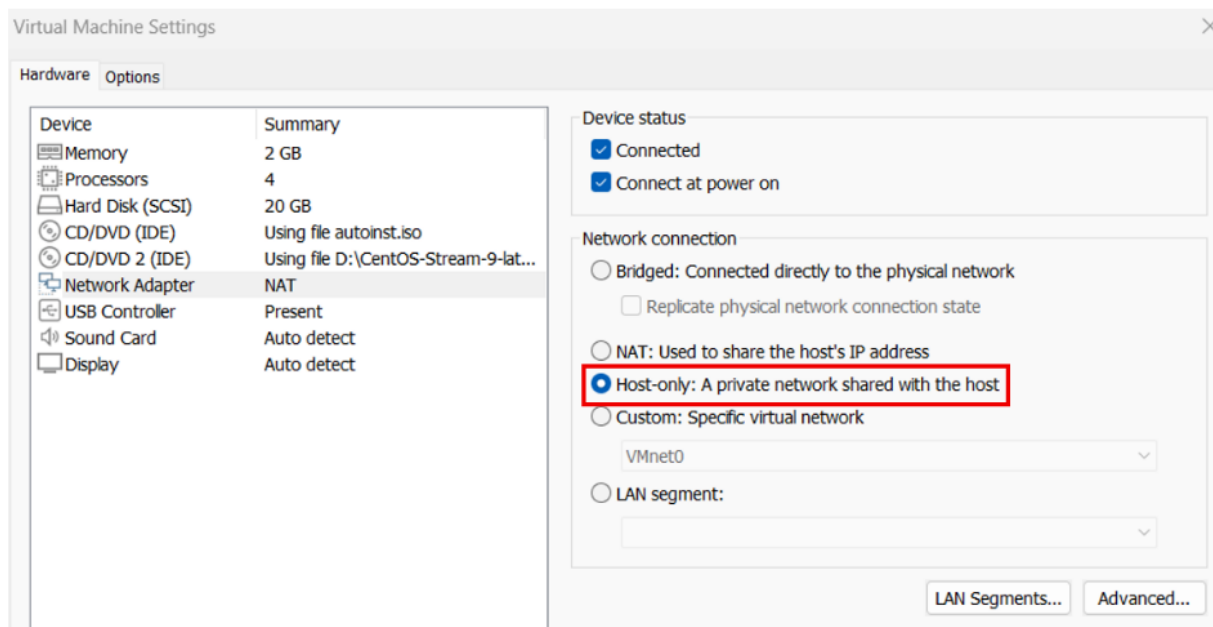 Virtual Machine Settings
Hardware Options
Device Summary
Memory 2 GB
Processors 4
Hard Disk (SCSI) 20 GB
CD/DVD (IDE) Using file autoinst.iso
CD/DVD 2 (IDE) Using file D:\CentOS-Stream-9-lat...
Network Adapter NAT
USB Controller Present
Sound Card Auto detect
Display Auto detect
Device status
Connected
Connect at power on
Network connection
Bridged: Connected directly to the physical network
Replicate physical network connection state
NAT: Used to share the host's IP address
Host-only: A private network shared with the host
Custom: Specific virtual network
VMnet0
LAN segment:
LAN Segments... Advanced...